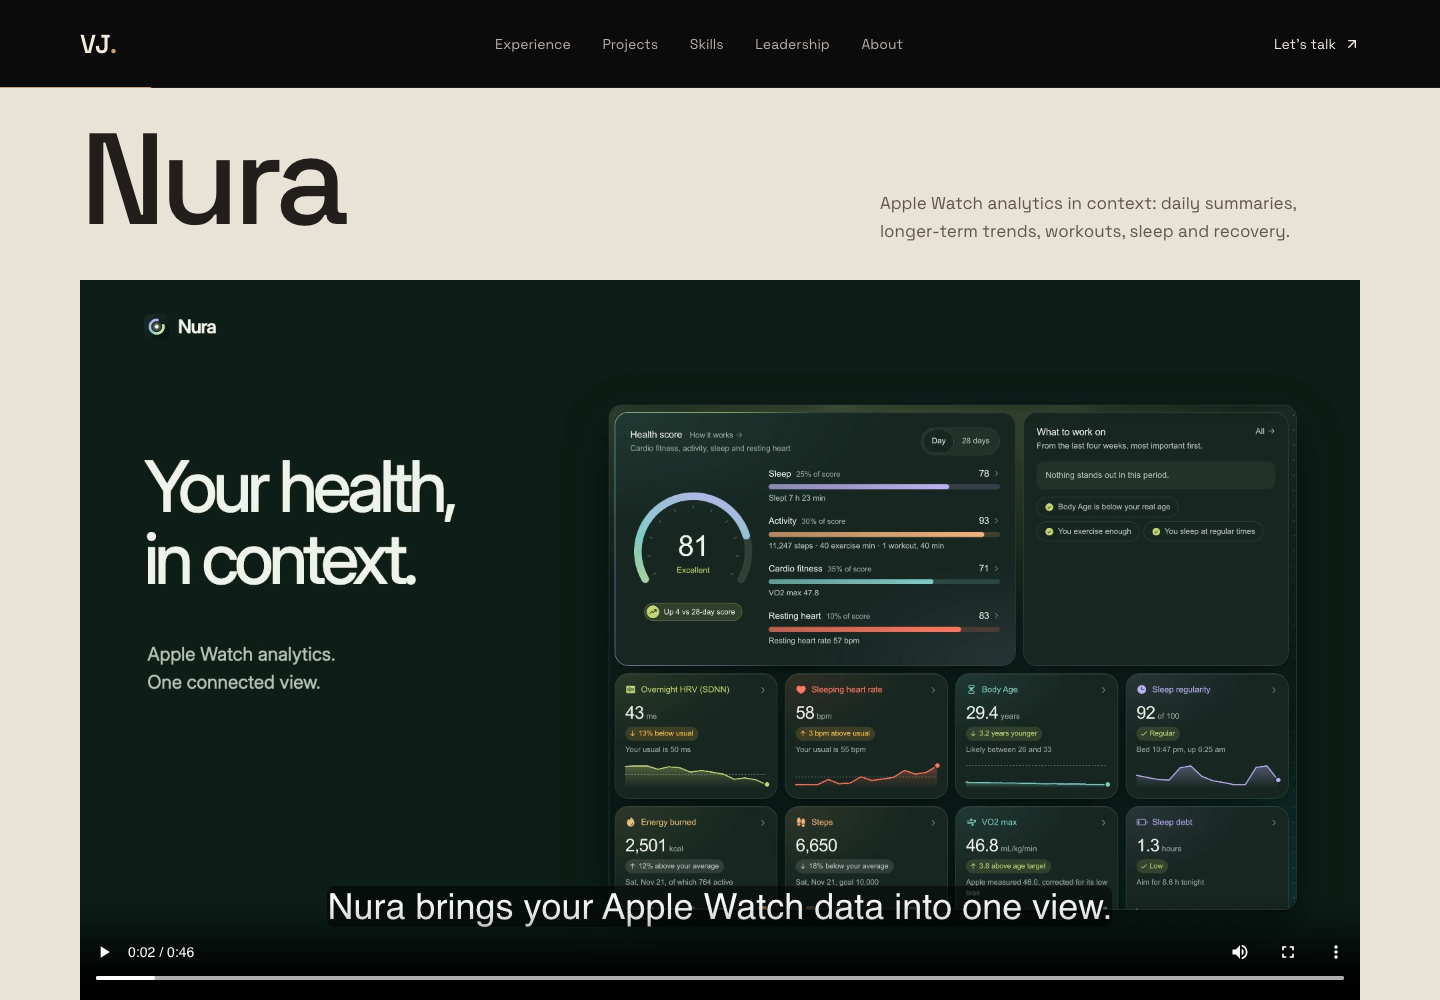 VJ.
Experience
Projects
Skills
Leadership
About
Let's talk
Nura
Apple Watch analytics in context: daily summaries,
longer-term trends, workouts, sleep and recovery.
Nura
Your health,
in context.
Apple Watch analytics.
One connected view.
Health score How it works →
Cardio fitness, activity, sleep and resting heart
Day 28 days
81
Excellent
Up 4 vs 28-day score
Sleep 25% of score 78
Slept 7 h 23 min
Activity 30% of score 93
11,247 steps · 40 exercise min · 1 workout, 40 min
Cardio fitness 35% of score 71
VO2 max 47.8
Resting heart 10% of score 83
Resting heart rate 57 bpm
What to work on All →
From the last four weeks, most important first.
Nothing stands out in this period.
Body Age is below your real age
You exercise enough
You sleep at regular times
Overnight HRV (SDNN)
43 ms
↓ 13% below usual
Your usual is 50 ms
Sleeping heart rate
58 bpm
↑ 3 bpm above usual
Your usual is 55 bpm
Body Age
29.4 years
↓ 3.2 years younger
Likely between 26 and 33
Sleep regularity
92 of 100
Regular
Bed 10:47 pm, up 6:25 am
Energy burned
2,501 kcal
↑ 12% above your average
Sat, Nov 21, of which 764 active
Steps
6,650
↓ 18% below your average
Sat, Nov 21, goal 10,000
VO2 max
46.8 mL/kg/min
↑ 3.8 above age target
Apple measured 46.0, corrected for its low
bias
Sleep debt
1.3 hours
Low
Aim for 8.6 h tonight
Nura brings your Apple Watch data into one view.
0:02 / 0:46